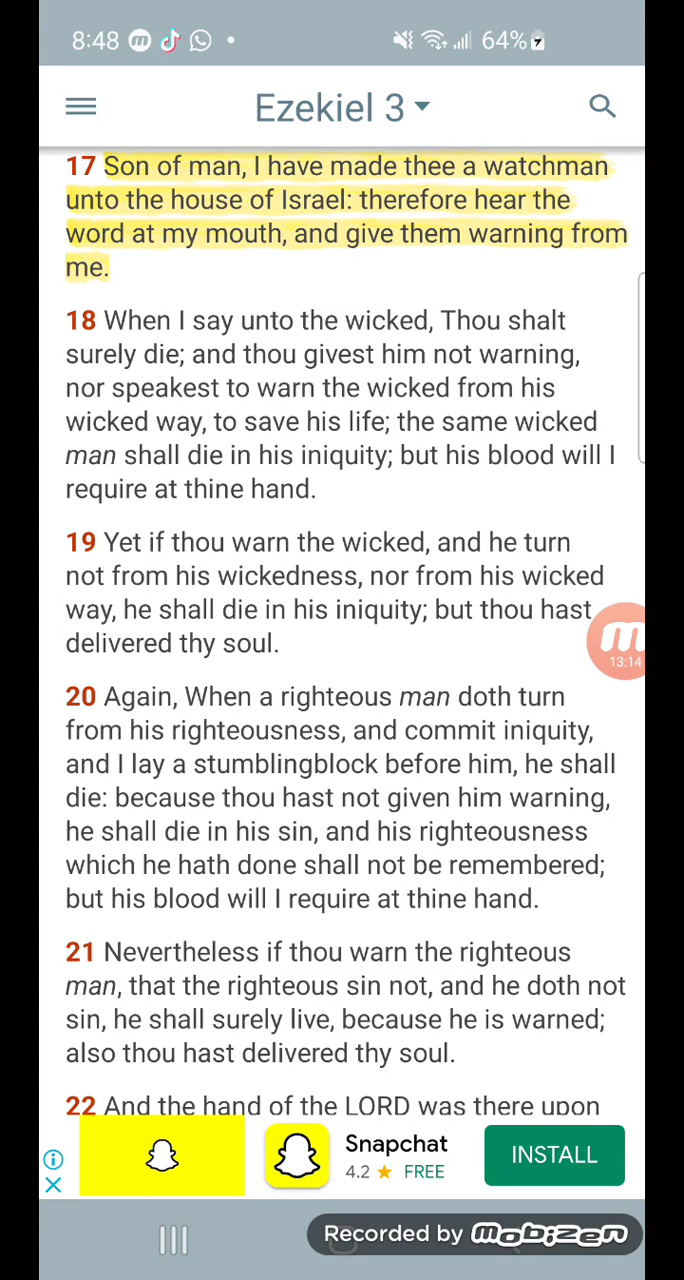 8:48
64%
Ezekiel 3
17 Son of man, I have made thee a watchman
unto the house of Israel: therefore hear the
word at my mouth, and give them warning from
me.
18 When I say unto the wicked, Thou shalt
surely die; and thou givest him not warning,
nor speakest to warn the wicked from his
wicked way, to save his life; the same wicked
man shall die in his iniquity; but his blood will I
require at thine hand.
19 Yet if thou warn the wicked, and he turn
not from his wickedness, nor from his wicked
way, he shall die in his iniquity; but thou hast
delivered thy soul.
m
13:14
20 Again, When a righteous man doth turn
from his righteousness, and commit iniquity,
and I lay a stumblingblock before him, he shall
die: because thou hast not given him warning,
he shall die in his sin, and his righteousness
which he hath done shall not be remembered;
but his blood will I require at thine hand.
21 Nevertheless if thou warn the righteous
man, that the righteous sin not, and he doth not
sin, he shall surely live, because he is warned;
also thou hast delivered thy soul.
22 And the hand of the LORD was there upon
Snapchat
4.2 ★ FREE
INSTALL
Recorded by mobizen